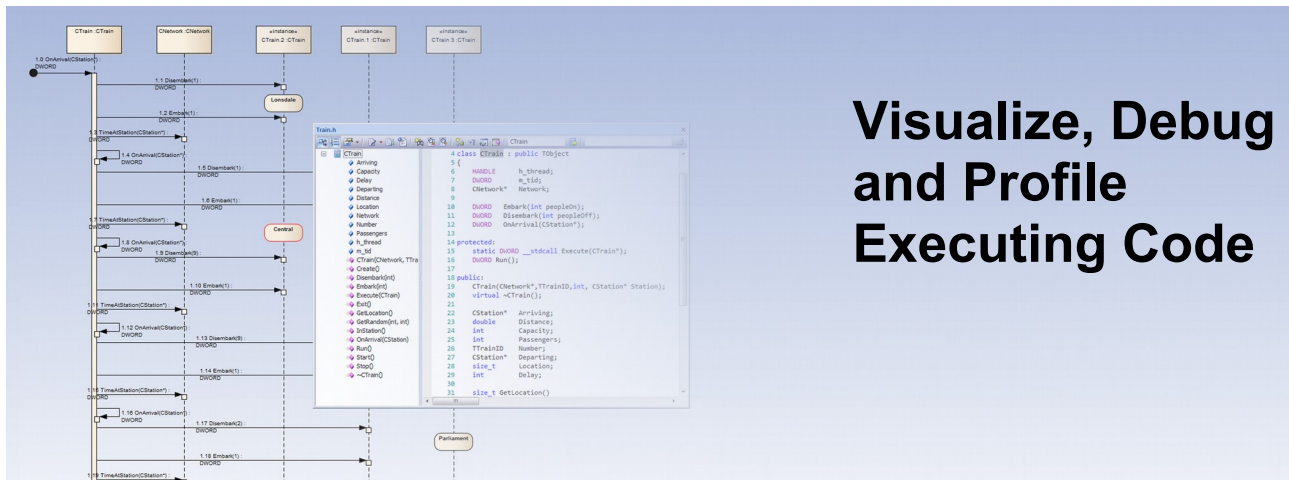 CTrain :CTrain
CNetwork :CNetwork
«instance»
CTrain.2 :CTrain
«instance»
CTrain.1 :CTrain
«instance»
CTrain.3 :CTrain
1.0 OnArrival(CStation*) :
DWORD
1.1 Disembark(1) :
DWORD
Lonsdale
1.2 Embark(1) :
DWORD
1.3 TimeAtStation(CStation*) :
DWORD
1.4 OnArrival(CStation*) :
DWORD
1.5 Disembark(1) :
DWORD
1.6 Embark(1) :
DWORD
1.7 TimeAtStation(CStation*) :
DWORD
Central
1.8 OnArrival(CStation*) :
DWORD
1.9 Disembark(9) :
DWORD
1.10 Embark(1) :
DWORD
1.11 TimeAtStation(CStation*) :
DWORD
1.12 OnArrival(CStation*) :
DWORD
1.13 Disembark(9) :
DWORD
1.14 Embark(1) :
DWORD
1.15 TimeAtStation(CStation*) :
DWORD
1.16 OnArrival(CStation*) :
DWORD
1.17 Disembark(2) :
DWORD
Parliament
1.18 Embark(1) :
DWORD
1.19 TimeAtStation(CStation*) :
Train.h
CTrain
CTrain
Arriving
Capacity
Delay
Departing
Distance
Location
Network
Number
Passengers
h_thread
m_tid
CTrain(CNetwork, TTra
Create()
Disembark(int)
Embark(int)
Execute(CTrain)
Exit()
GetLocation()
GetRandom(int, int)
InStation()
OnArrival(CStation)
Run()
Start()
Stop()
~CTrain()
4 class CTrain : public TObject
5 {
6 HANDLE h_thread;
7 DWORD m_tid;
8 CNetwork* Network;
9
10 DWORD Embark(int peopleOn);
11 DWORD Disembark(int peopleOff);
12 DWORD OnArrival(CStation*);
13
14 protected:
15 static DWORD __stdcall Execute(CTrain*);
16 DWORD Run();
17
18 public:
19 CTrain(CNetwork*,TTrainID,int, CStation* Station);
20 virtual ~CTrain();
21
22 CStation* Arriving;
23 double Distance;
24 int Capacity;
25 int Passengers;
26 TTrainID Number;
27 CStation* Departing;
28 size_t Location;
29 int Delay;
30
31 size_t GetLocation()
Visualize, Debug
and Profile
Executing Code